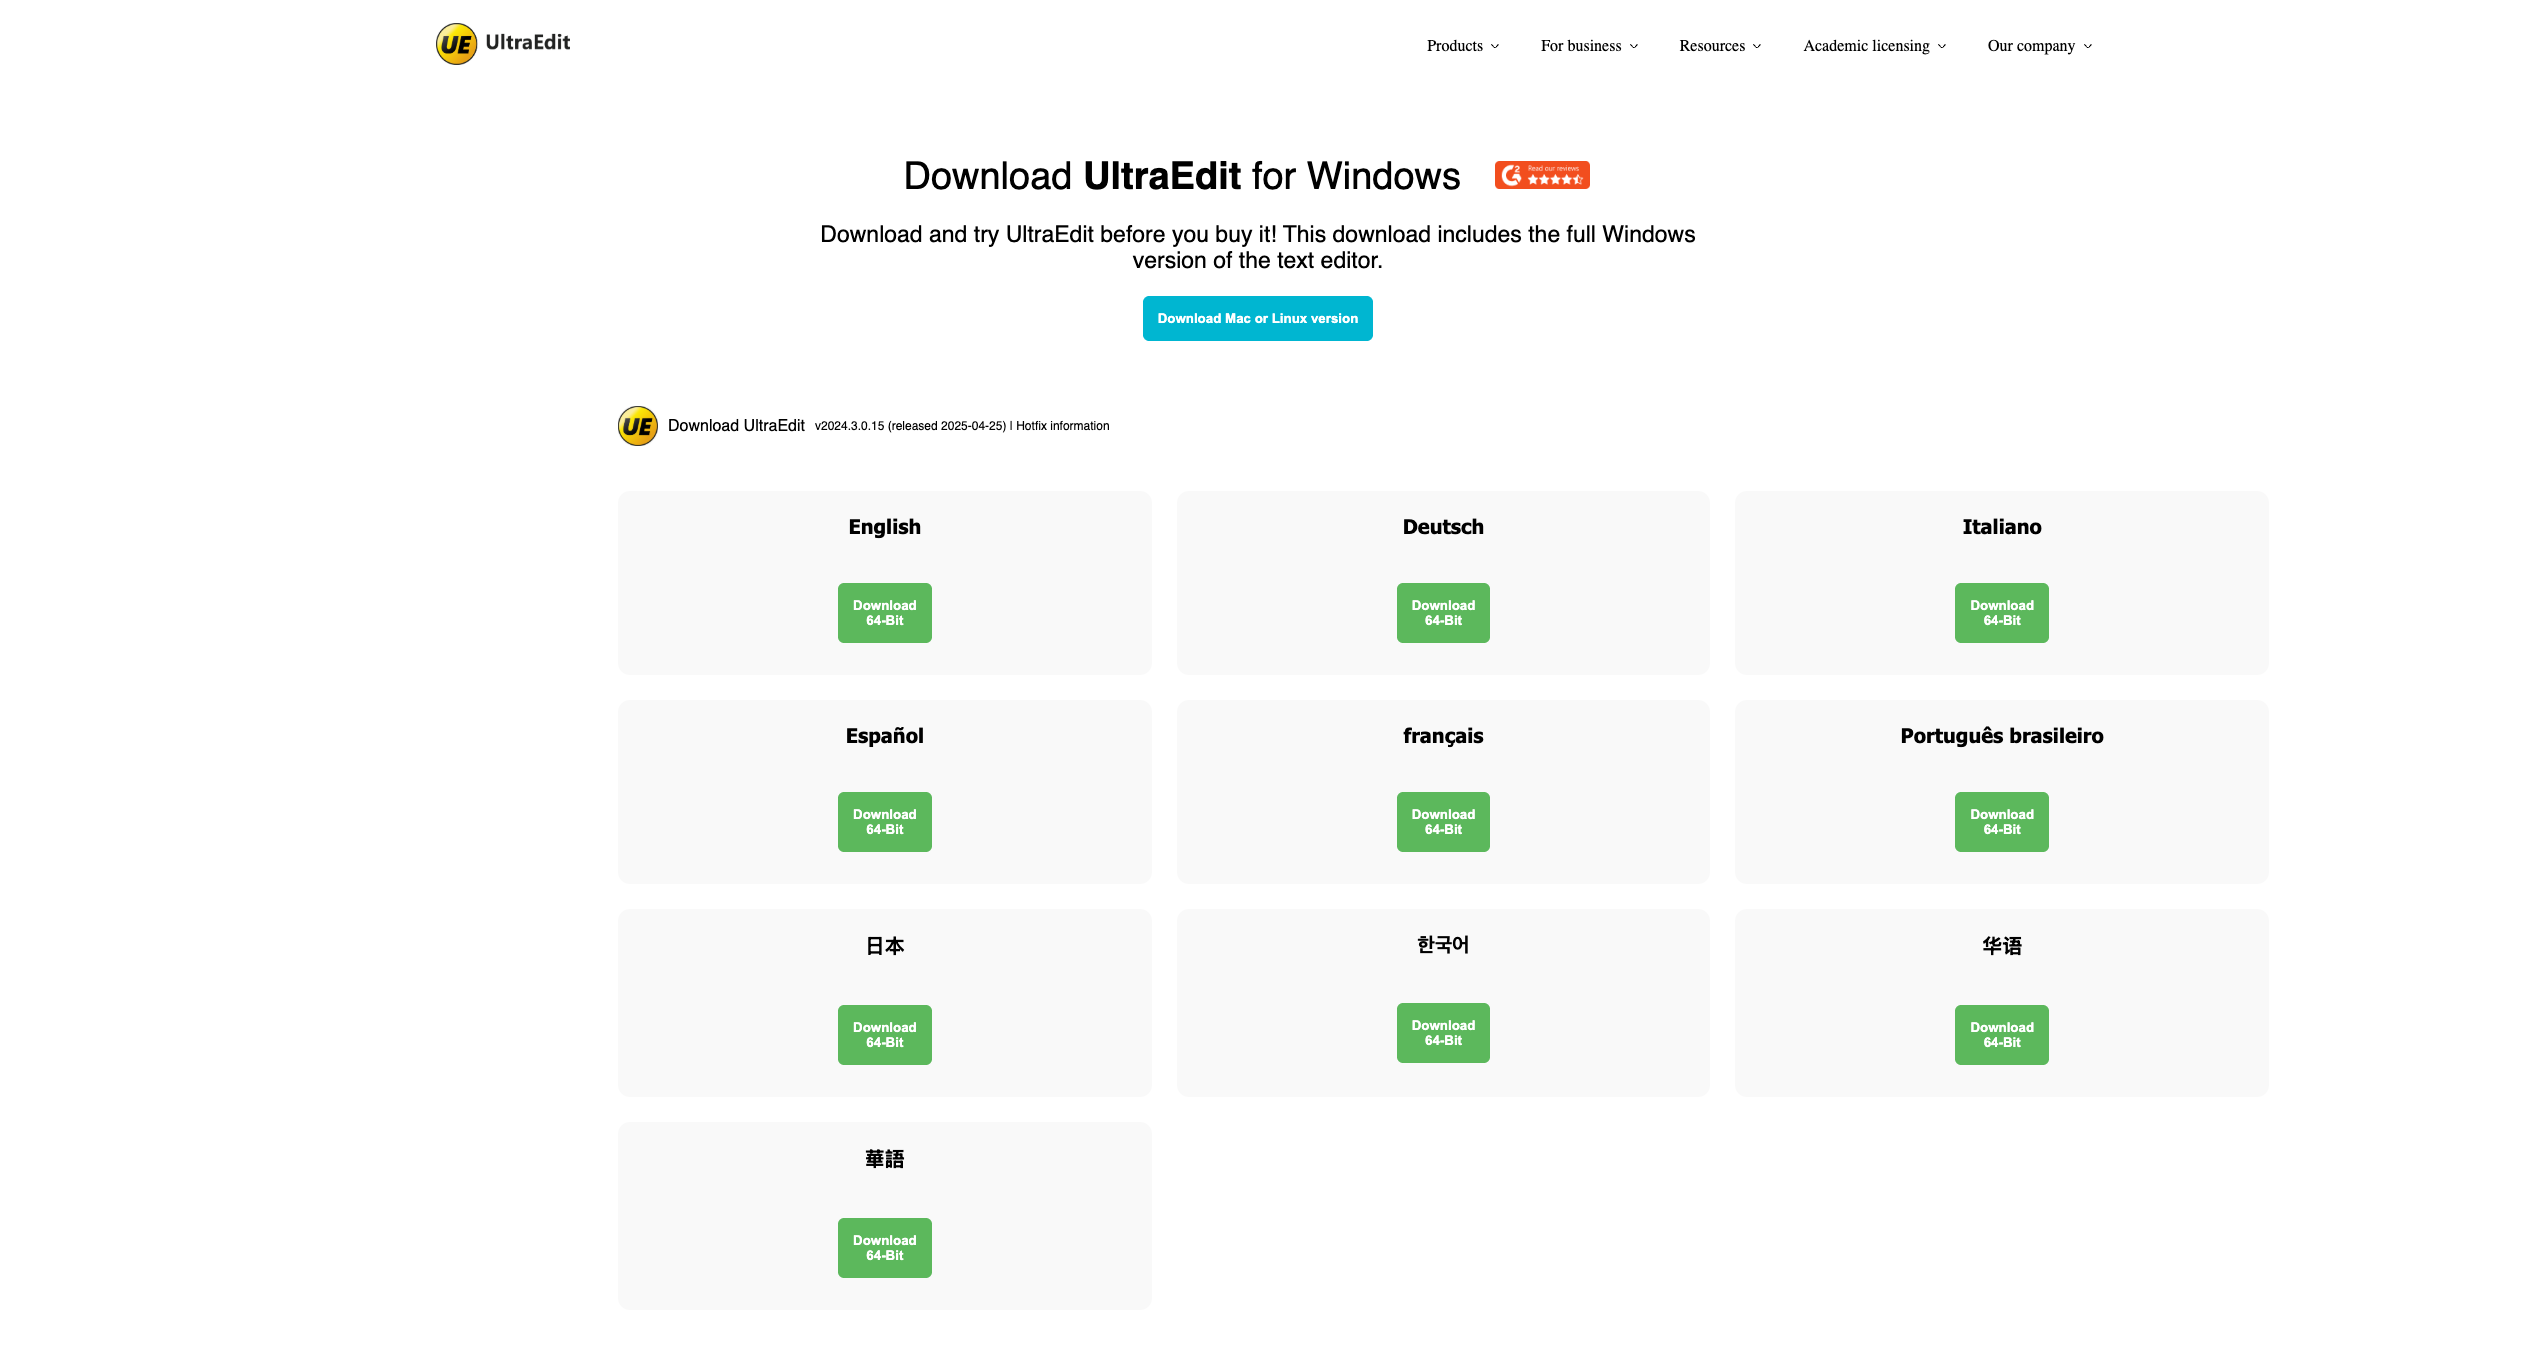 UE UltraEdit
Products For business Resources Academic licensing Our company
Download UltraEdit for Windows
Read our reviews
Download and try UltraEdit before you buy it! This download includes the full Windows
version of the text editor.
Download Mac or Linux version
UE Download UltraEdit v2024.3.0.15 (released 2025-04-25) | Hotfix information
English
Download
64-Bit
Deutsch
Download
64-Bit
Italiano
Download
64-Bit
Español
Download
64-Bit
français
Download
64-Bit
Português brasileiro
Download
64-Bit
日本
Download
64-Bit
한국어
Download
64-Bit
华语
Download
64-Bit
華語
Download
64-Bit